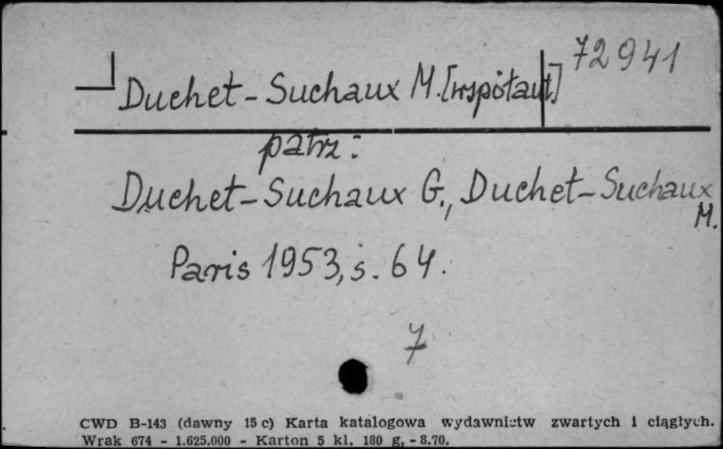 72941
Duchet-Suchaux M. [współaut.]
patrz:
Duchet-Suchaux G., Duchet-Suchaux
M.
Paris 1953, s. 64.
7
CWD B-143 (dawny 15 c) Karta katalogowa wydawnictw zwartych i ciągłych.
Wrak 674 - 1.625.000 - Karton 5 kl. 180 g. - 8.70.